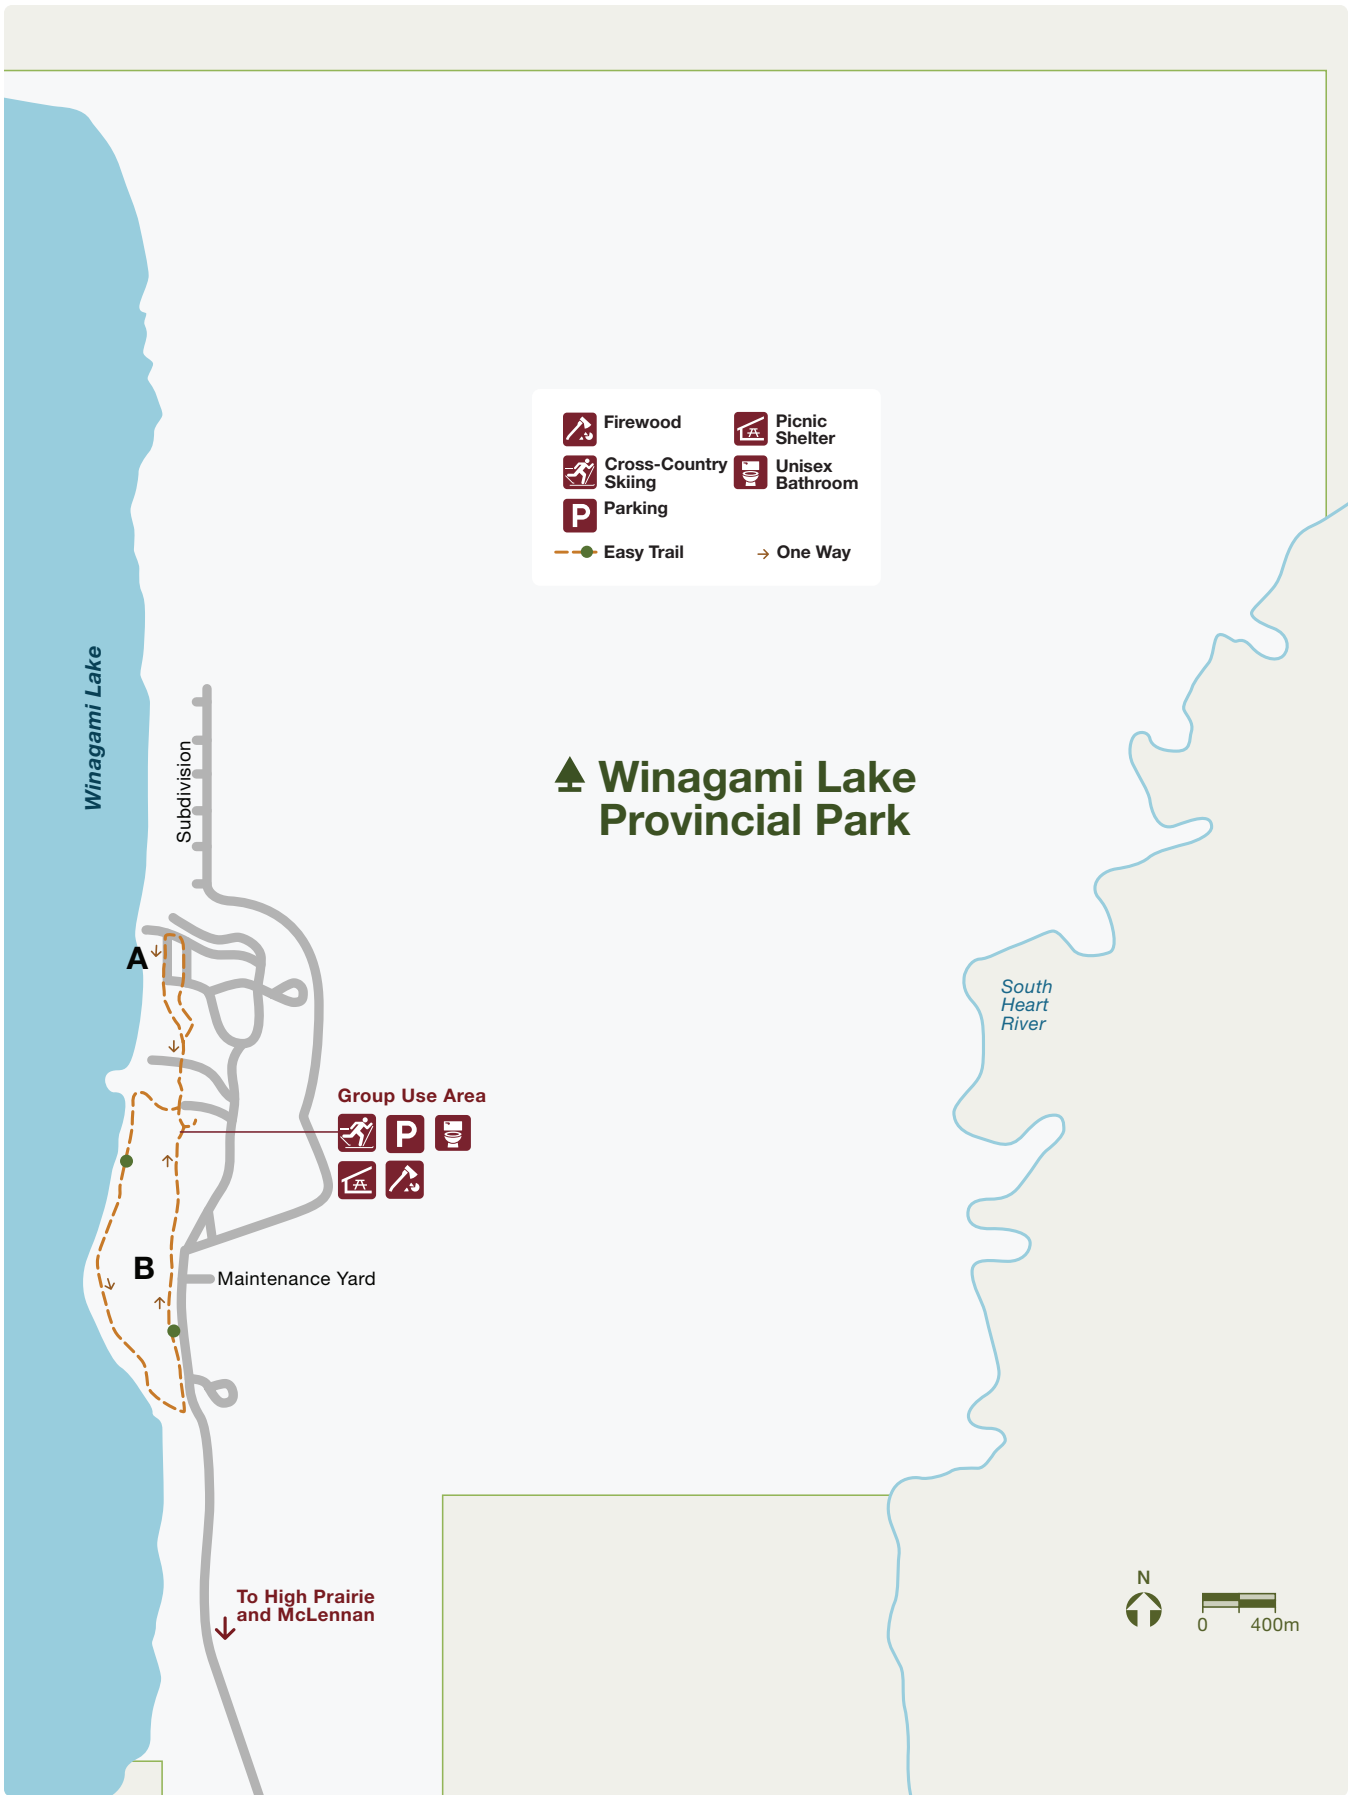 Firewood
Picnic
Shelter
Cross-Country
Skiing
Unisex
Bathroom
P
Parking
Easy Trail
One Way
Winagami Lake
Subdivision
Winagami Lake
Provincial Park
A
South
Heart
River
Group Use Area
P
B
Maintenance Yard
To High Prairie
and McLennan
N
0
400m